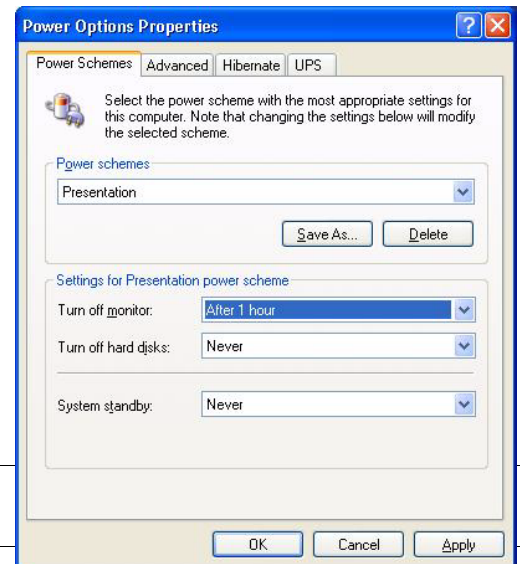 Power Options Properties
Power Schemes Advanced Hibernate UPS
Select the power scheme with the most appropriate settings for
this computer. Note that changing the settings below will modify
the selected scheme.
Power schemes
Presentation
Save As... Delete
Settings for Presentation power scheme
Turn off monitor: After 1 hour
Turn off hard disks: Never
System standby: Never
OK Cancel Apply